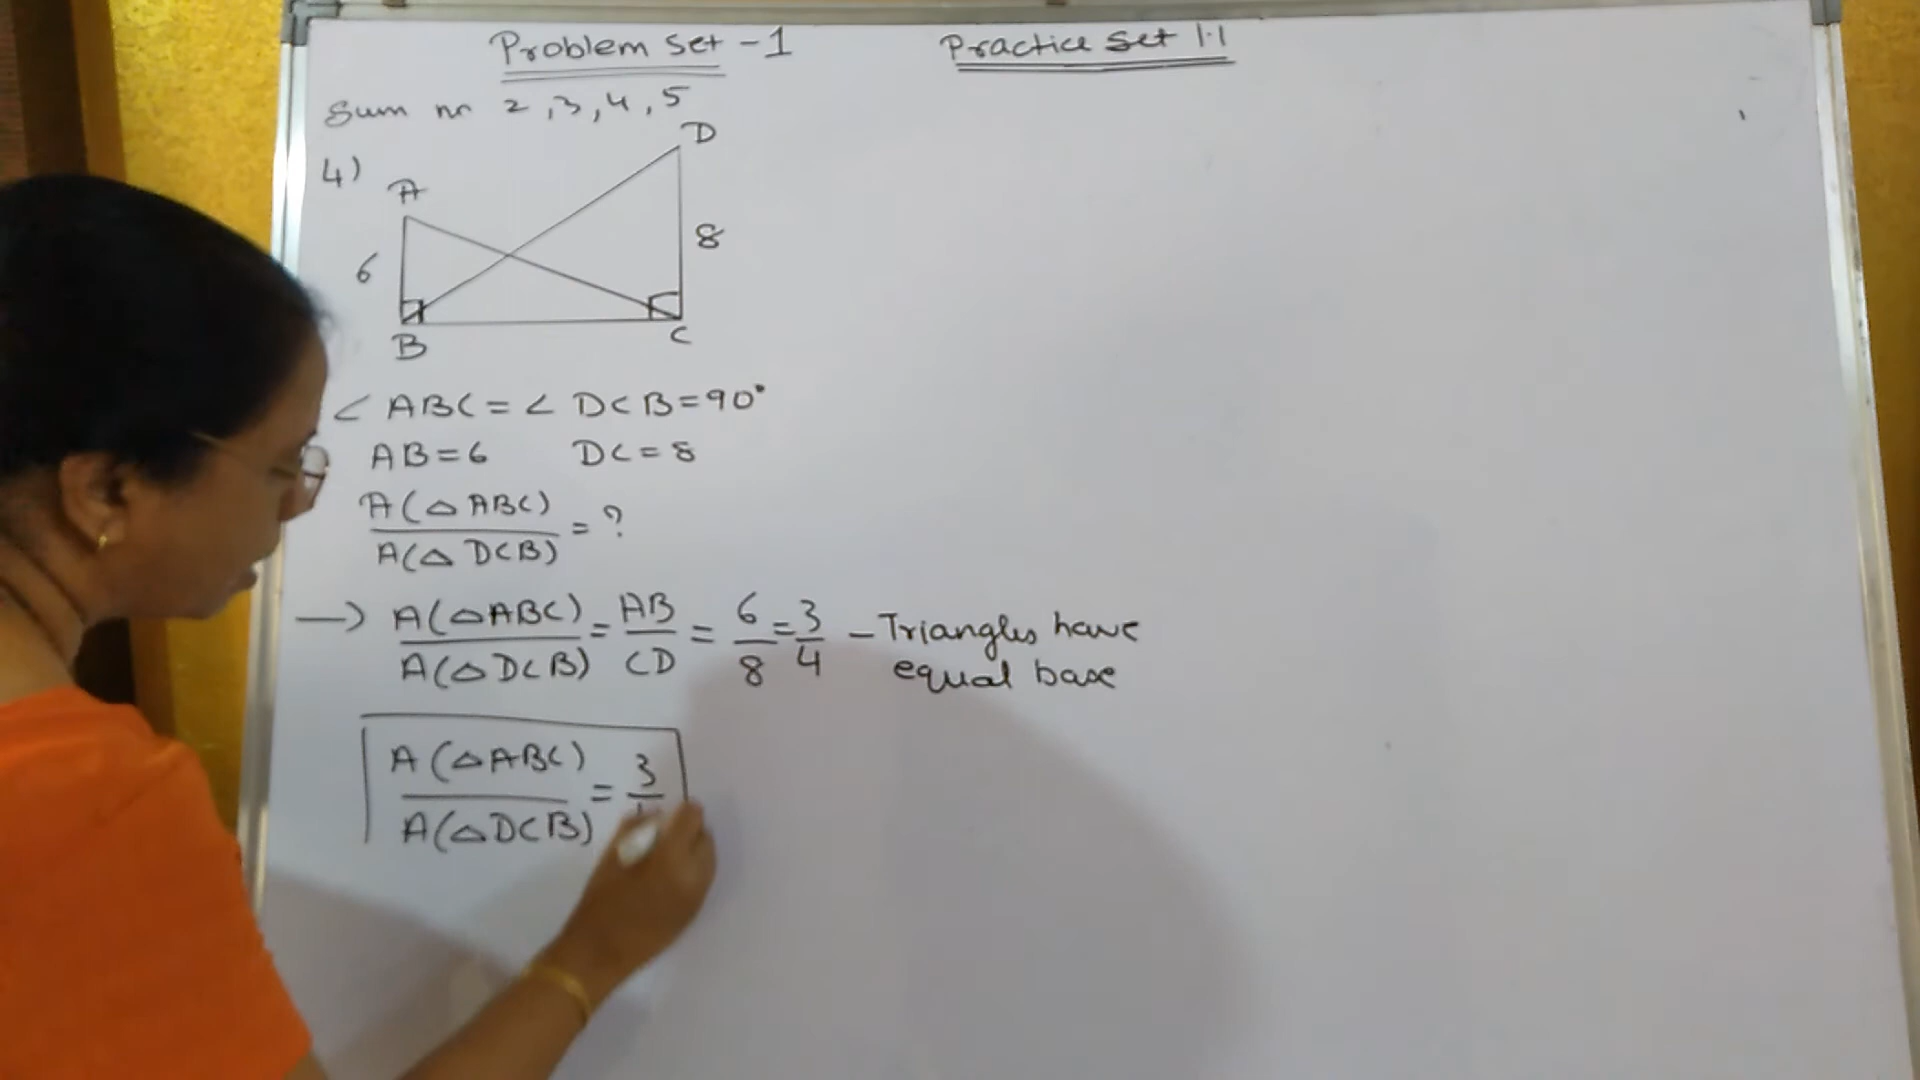 Problem Set - 1
Practice Set 1.1
Sum no 2, 3, 4, 5
4)
D
A
6
8
B
C
∠ ABC = ∠ DCB = 90°
AB = 6 DC = 8
A(△ ABC)
A(△ DCB)
= ?
→ A(△ABC) = AB = 6 = 3 - Triangles have
A(△DCB) CD 8 4 equal base
A(△ABC) = 3
A(△DCB)